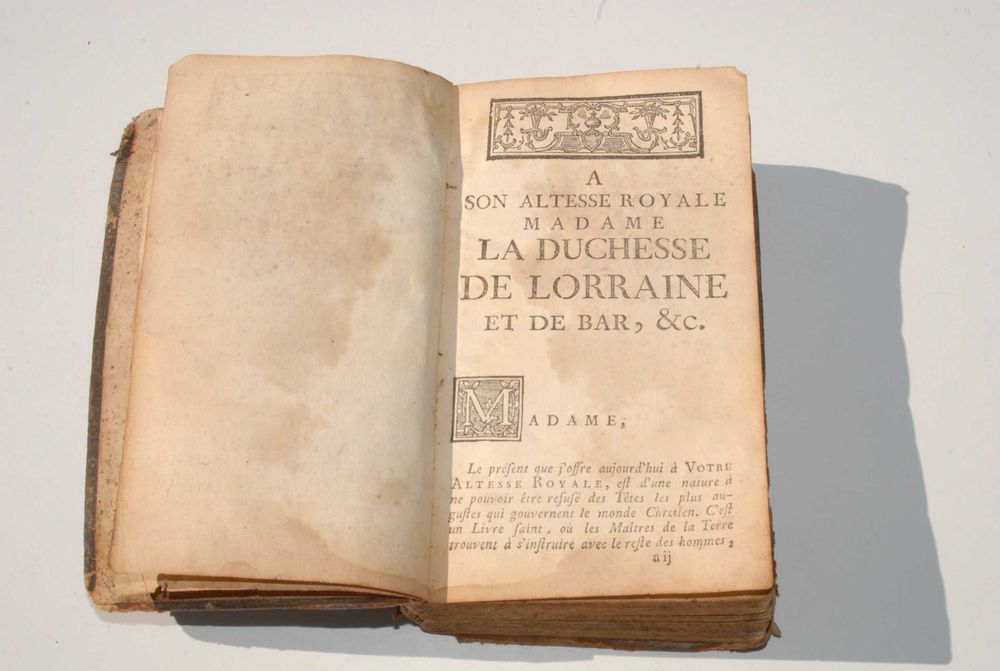 A
SON ALTESSE ROYALE
MADAME
LA DUCHESSE
DE LORRAINE
ET DE BAR, &c.
MADAME,
Le préſent que j'offre aujourd'hui à VOTRE
ALTESSE ROYALE, eſt d'une nature à
ne pouvoir être refuſé des Têtes les plus au-
guſtes qui gouvernent le monde Chretien. C'eſt
un Livre ſaint, où les Maîtres de la Terre
trouvent à s'inſtruire avec le reſte des hommes,
a ij